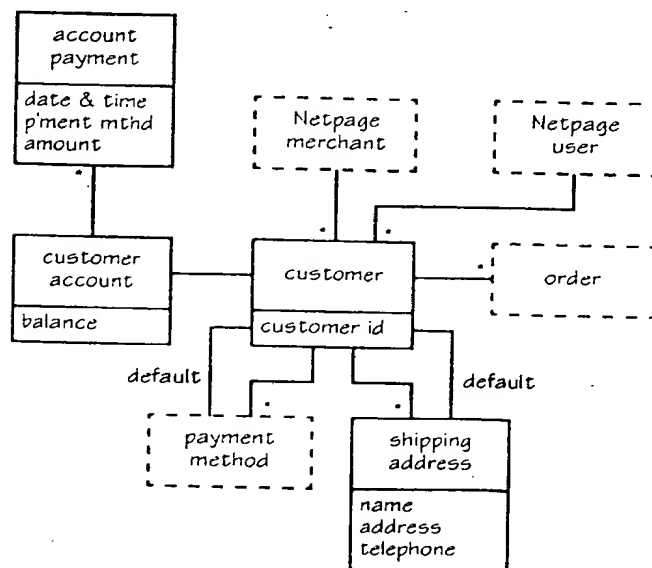 account
payment
date & time
p'ment mthd
amount
Netpage
merchant
Netpage
user
customer
account
balance
customer
customer id
order
default
default
payment
method
shipping
address
name
address
telephone